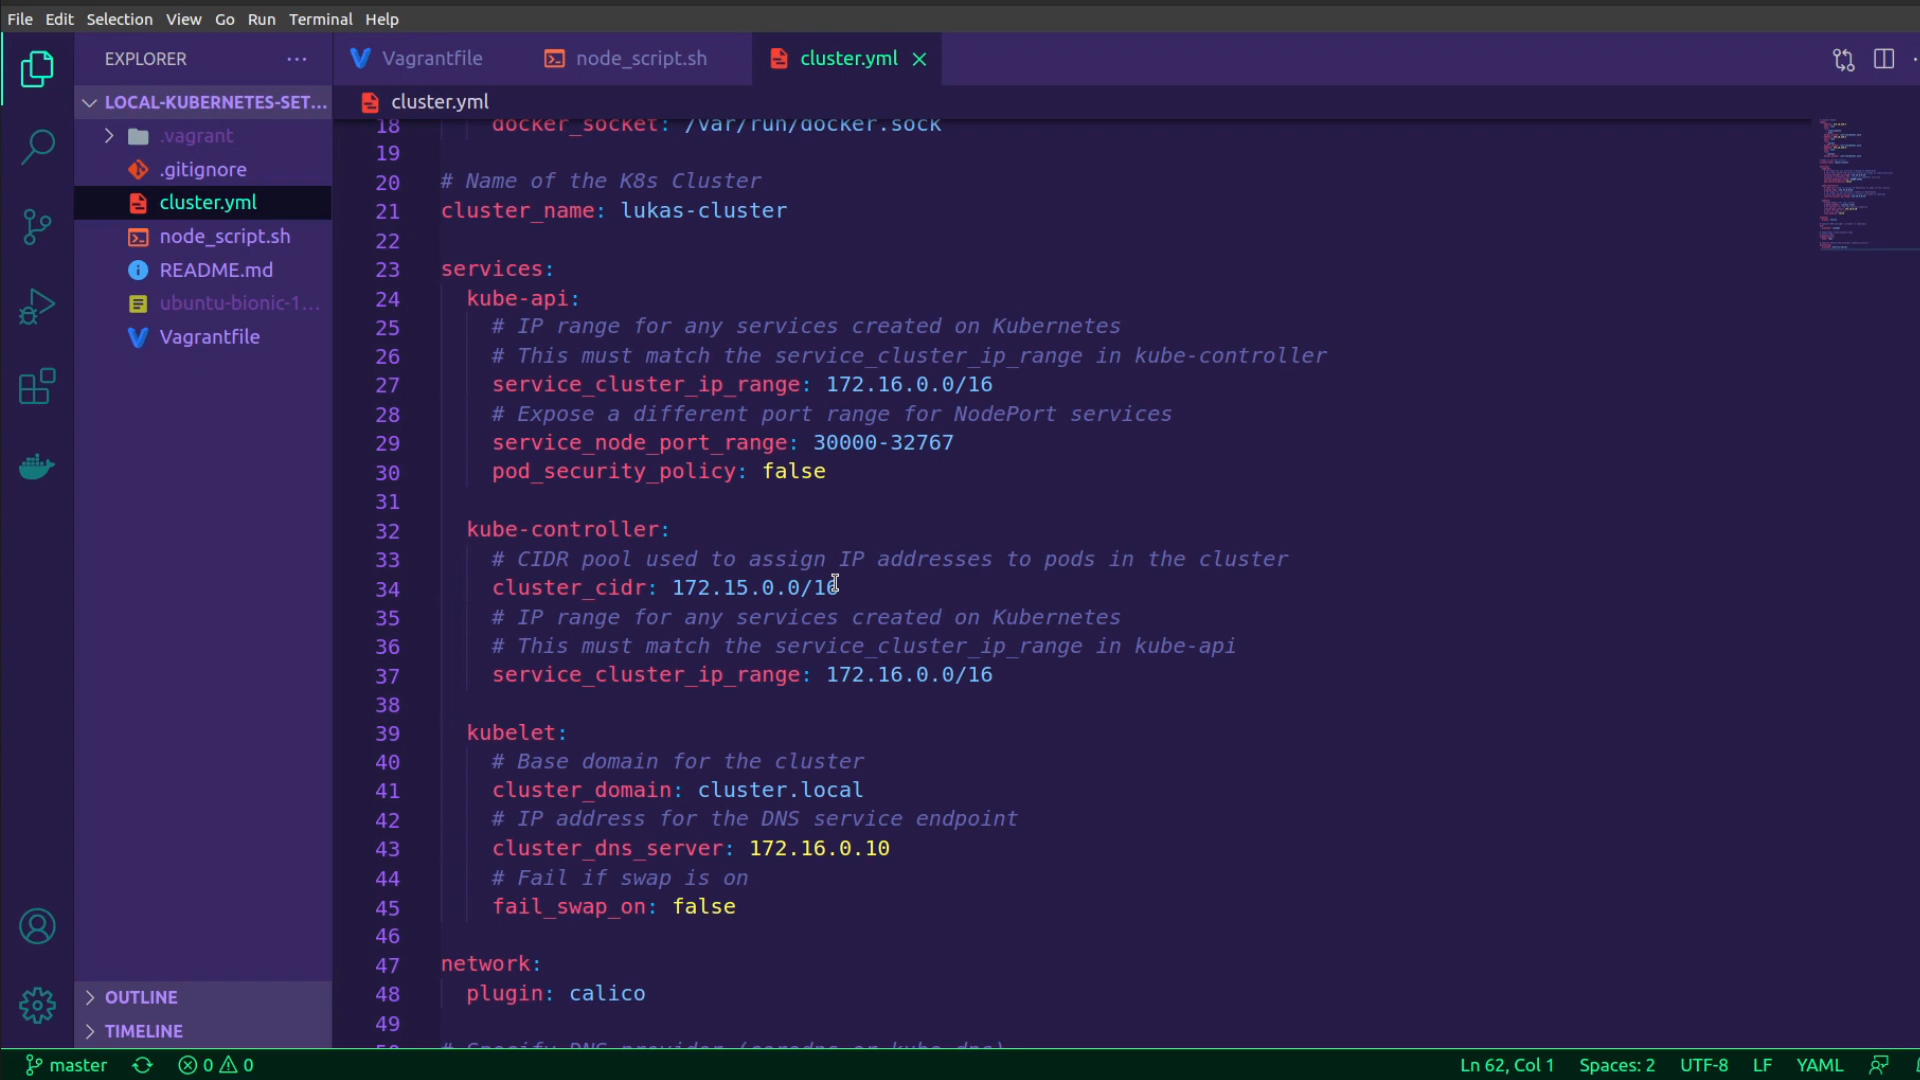 File Edit Selection View Go Run Terminal Help
EXPLORER
Vagrantfile
node_script.sh
cluster.yml
LOCAL-KUBERNETES-SET...
.vagrant
.gitignore
cluster.yml
node_script.sh
README.md
ubuntu-bionic-1...
Vagrantfile
OUTLINE
TIMELINE
cluster.yml
18 docker_socket: /var/run/docker.sock
19
20 # Name of the K8s Cluster
21 cluster_name: lukas-cluster
22
23 services:
24 kube-api:
25 # IP range for any services created on Kubernetes
26 # This must match the service_cluster_ip_range in kube-controller
27 service_cluster_ip_range: 172.16.0.0/16
28 # Expose a different port range for NodePort services
29 service_node_port_range: 30000-32767
30 pod_security_policy: false
31
32 kube-controller:
33 # CIDR pool used to assign IP addresses to pods in the cluster
34 cluster_cidr: 172.15.0.0/16
35 # IP range for any services created on Kubernetes
36 # This must match the service_cluster_ip_range in kube-api
37 service_cluster_ip_range: 172.16.0.0/16
38
39 kubelet:
40 # Base domain for the cluster
41 cluster_domain: cluster.local
42 # IP address for the DNS service endpoint
43 cluster_dns_server: 172.16.0.10
44 # Fail if swap is on
45 fail_swap_on: false
46
47 network:
48 plugin: calico
49
# Specify DNS provider (coredns or kube-dns)
master
0 0
Ln 62, Col 1 Spaces: 2 UTF-8 LF YAML